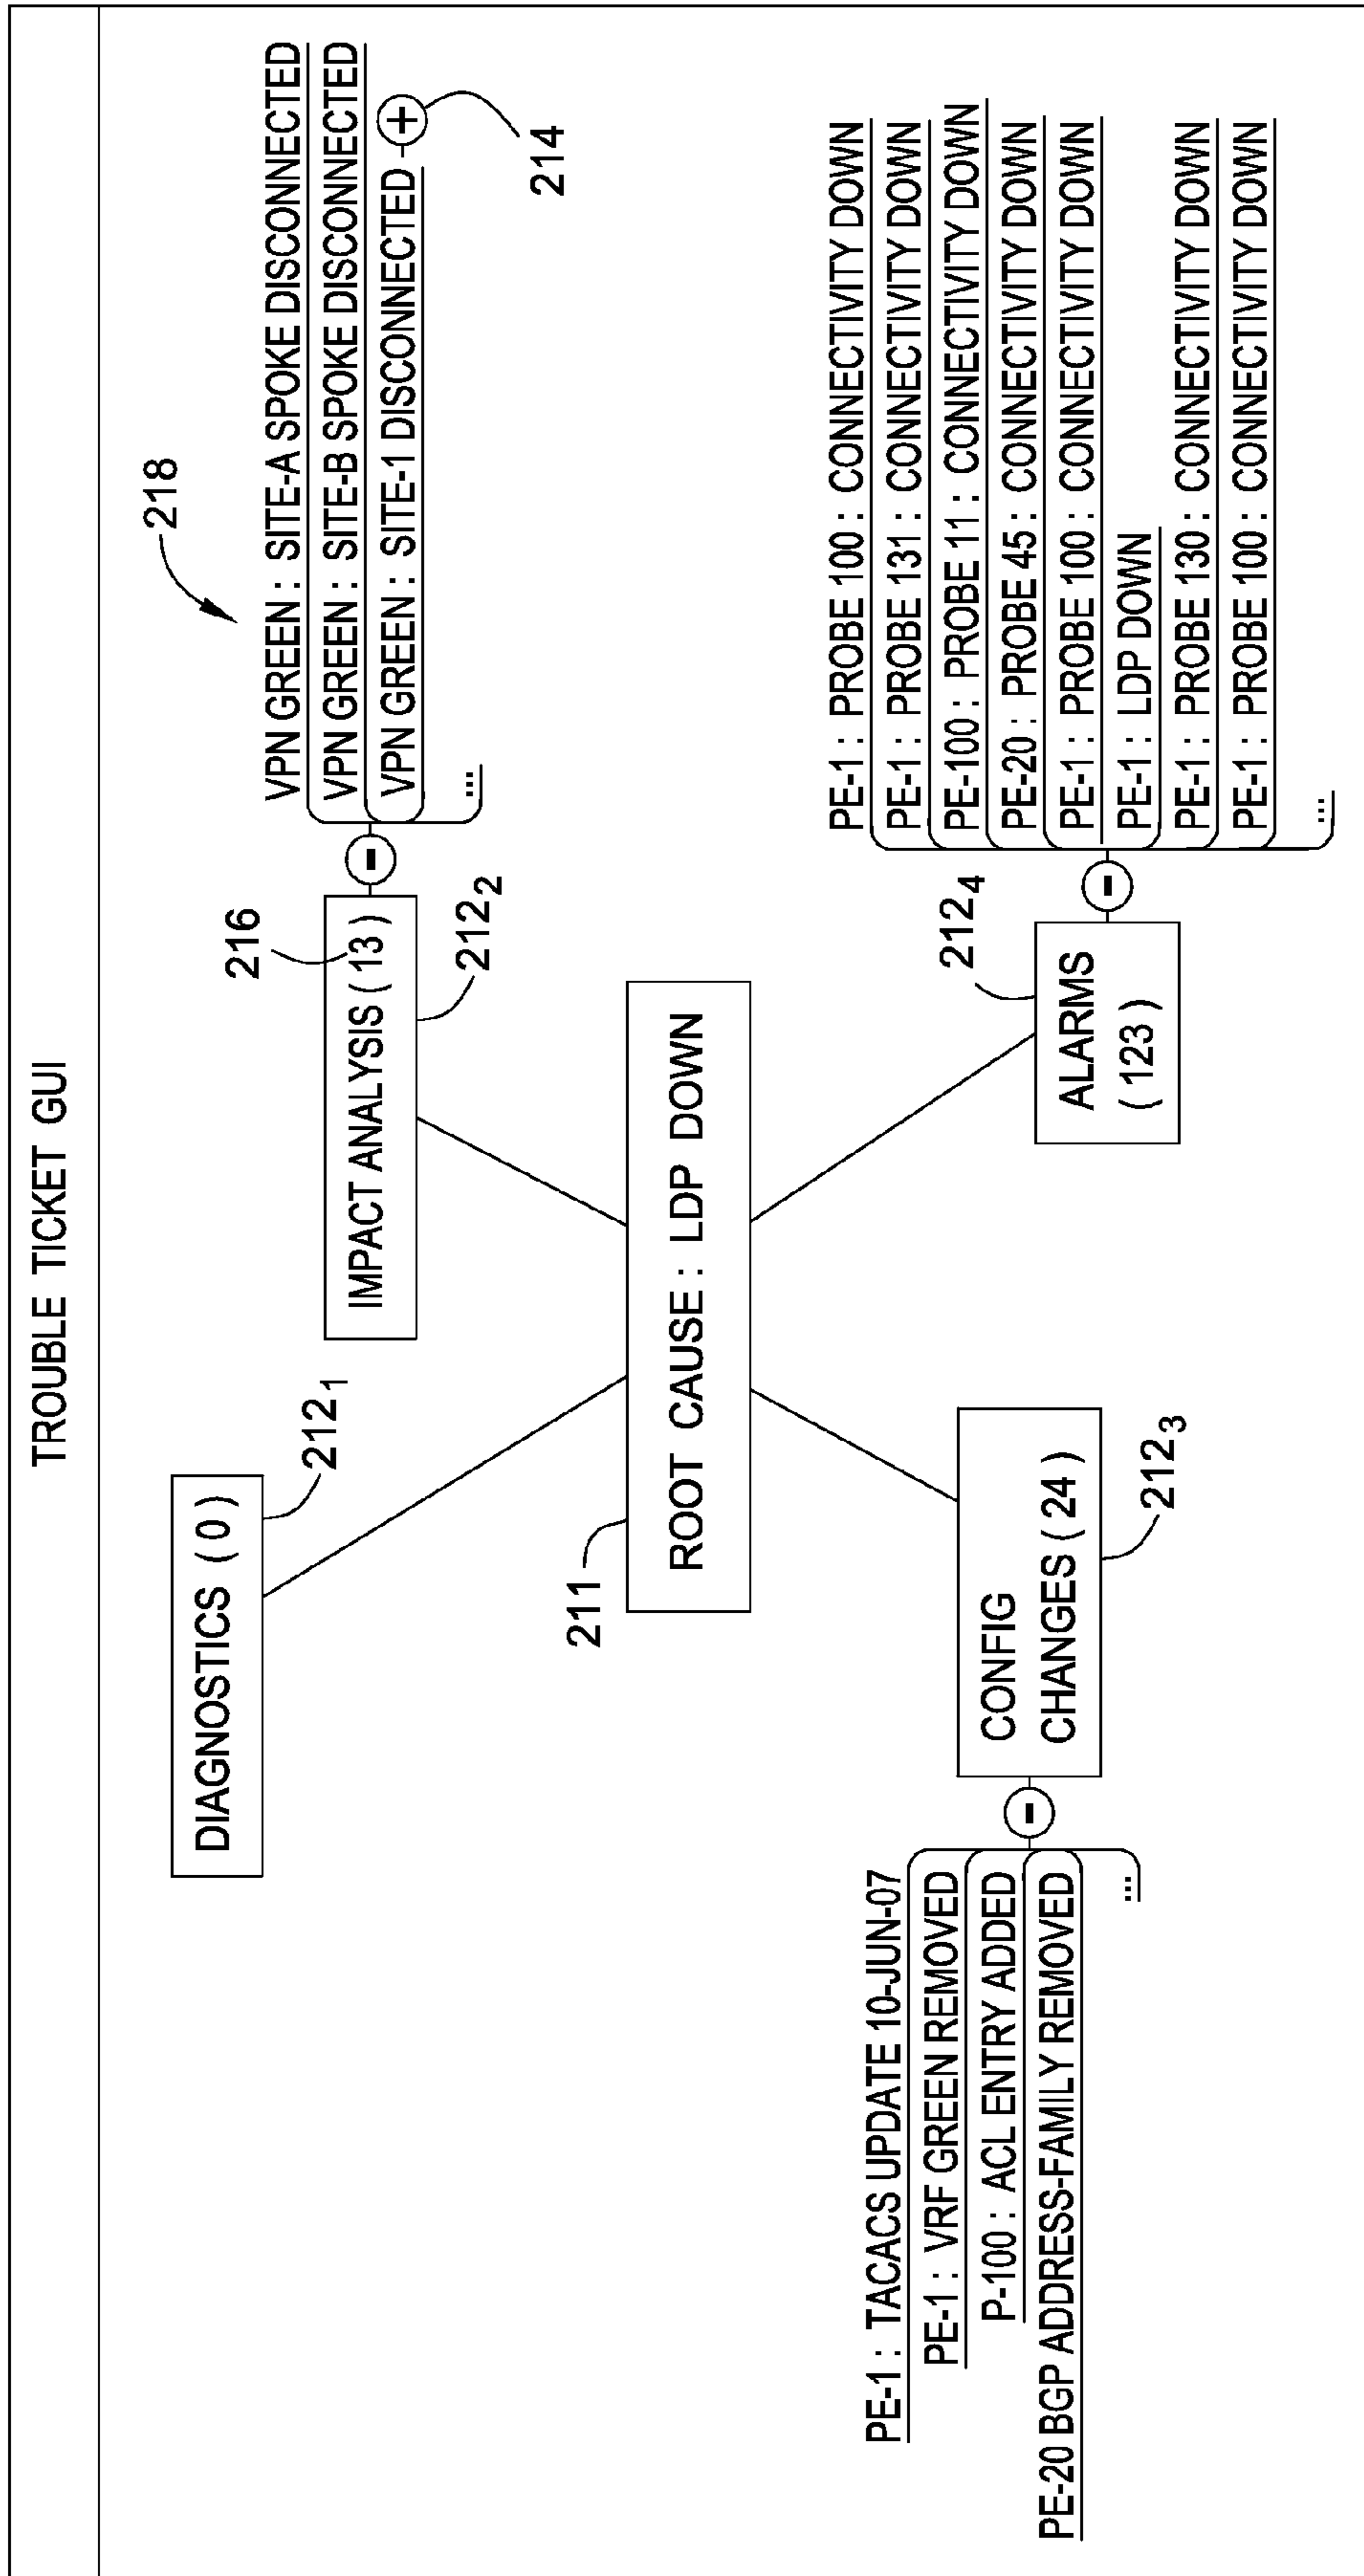 TROUBLE TICKET GUI
DIAGNOSTICS ( 0 )
212₁
216
IMPACT ANALYSIS ( 13 )
212₂
218
VPN GREEN : SITE-A SPOKE DISCONNECTED
VPN GREEN : SITE-B SPOKE DISCONNECTED
VPN GREEN : SITE-1 DISCONNECTED
+
214
...
211
ROOT CAUSE : LDP DOWN
PE-1 : TACACS UPDATE 10-JUN-07
PE-1 : VRF GREEN REMOVED
P-100 : ACL ENTRY ADDED
PE-20 BGP ADDRESS-FAMILY REMOVED
...
CONFIG
CHANGES ( 24 )
212₃
212₄
ALARMS
( 123 )
PE-1 : PROBE 100 : CONNECTIVITY DOWN
PE-1 : PROBE 131 : CONNECTIVITY DOWN
PE-100 : PROBE 11 : CONNECTIVITY DOWN
PE-20 : PROBE 45 : CONNECTIVITY DOWN
PE-1 : PROBE 100 : CONNECTIVITY DOWN
PE-1 : LDP DOWN
PE-1 : PROBE 130 : CONNECTIVITY DOWN
PE-1 : PROBE 100 : CONNECTIVITY DOWN
...